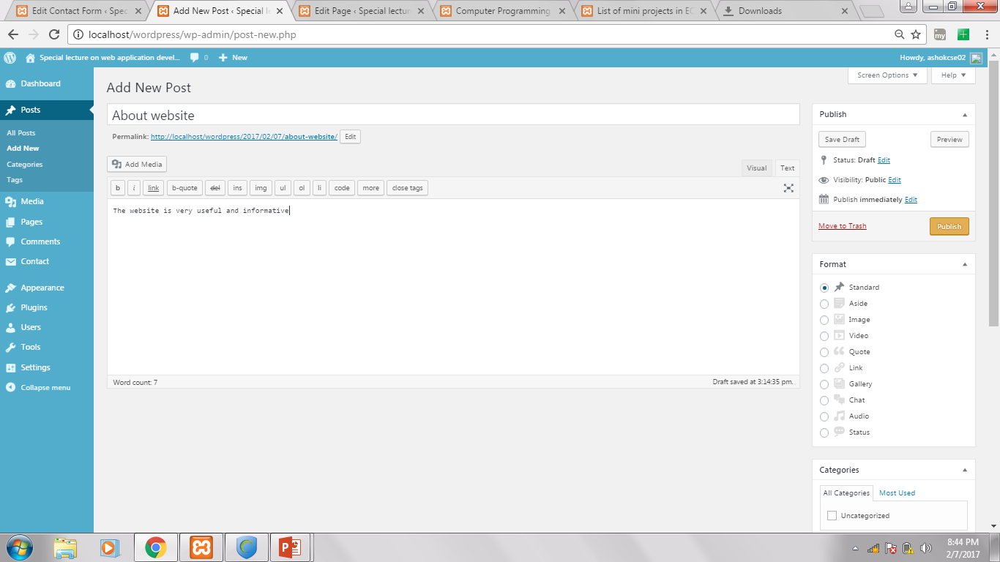 Edit Contact Form ‹ Spec
Add New Post ‹ Special le
Edit Page ‹ Special lecture
Computer Programming
List of mini projects in EC
Downloads
localhost/wordpress/wp-admin/post-new.php
my
Special lecture on web application devel...
0
New
Howdy, ashokcse02
Dashboard
Posts
All Posts
Add New
Categories
Tags
Media
Pages
Comments
Contact
Appearance
Plugins
Users
Tools
Settings
Collapse menu
Screen Options
Help
Add New Post
About website
Permalink: http://localhost/wordpress/2017/02/07/about-website/ Edit
Add Media
Visual
Text
b i link b-quote del ins img ul ol li code more close tags
The website is very useful and informative
Word count: 7
Draft saved at 3:14:35 pm.
Publish
Save Draft
Preview
Status: Draft Edit
Visibility: Public Edit
Publish immediately Edit
Move to Trash
Publish
Format
Standard
Aside
Image
Video
Quote
Link
Gallery
Chat
Audio
Status
Categories
All Categories
Most Used
Uncategorized
8:44 PM
2/7/2017